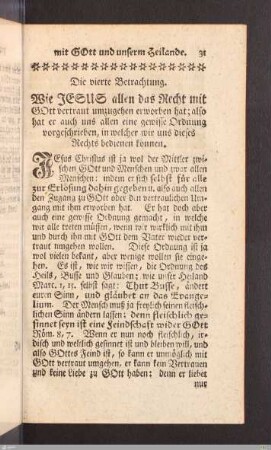 mit GOtt und unserm Heilande. 31
Die vierte Betrachtung.
Wie JESUS allen das Recht mit
GOtt vertraut umzugehen erworben hat; also
hat er auch uns allen eine gewisse Ordnung
vorgeschrieben, in welcher wir uns dieses
Rechts bedienen können.
JEsus Christus ist ja wol der Mitler zwi-
schen GOtt und Menschen und zwar allen
Menschen: indem er sich selbst für alle
zur Erlösung dahin gegeben u. also auch allen
den Zugang zu GOtt oder den vertraulichen Um-
gang mit ihm erworben hat. Er hat doch aber
auch eine gewisse Ordnung gemacht, in welche
wir alle treten müssen, wenn wir wirklich mit ihm
und durch ihn mit GOtt dem Vater wieder ver-
traut umgehen wollen. Diese Ordnung ist ja
wol vielen bekant, aber wenige wollen sie einge-
hen. Es ist, wie wir wissen, die Ordnung des
Heils, Busse und Glauben; wie unser Heiland
Marc. 1, 15. selbst sagt: Thut Busse, ändert
euren Sinn, und gläubet an das Evange-
lium. Der Mensch muß ja freylich seinen fleisch-
lichen Sinn ändern lassen: denn fleischlich ge-
sinnet seyn ist eine Feindschaft wider GOtt
Röm. 8, 7. Wenn er nun noch fleischlich, ir-
disch und weltlich gesinnet ist und bleiben will, und
also GOttes Feind ist, so kann er unmöglich mit
GOtt vertraut umgehen, er kann kein Vertrauen
und keine Liebe zu GOtt haben: denn er liebet
nur